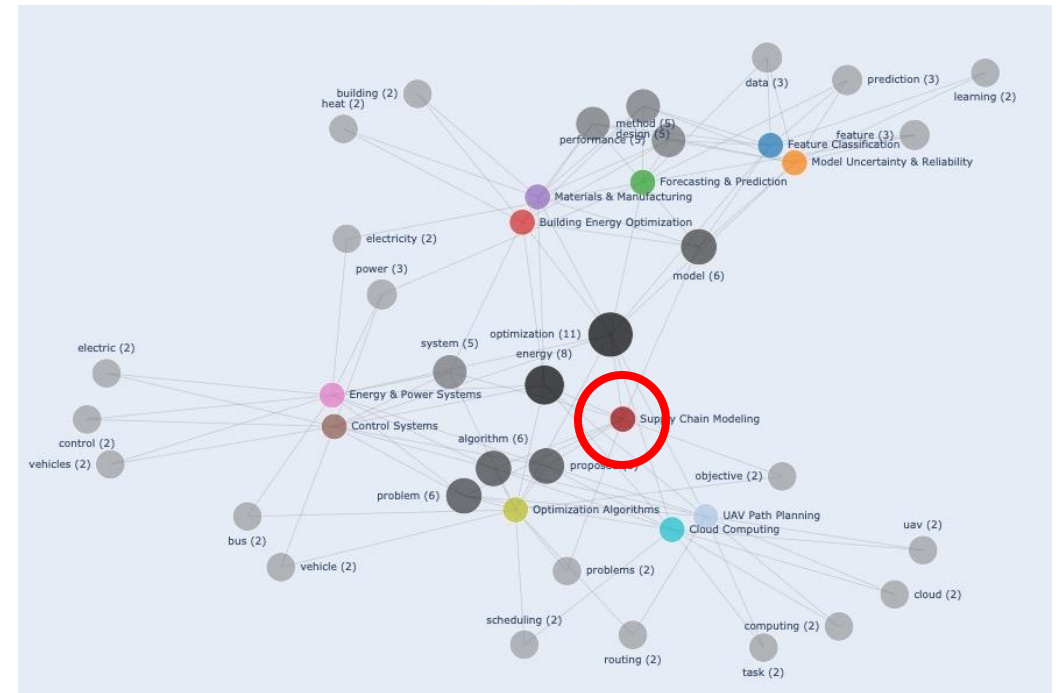 data (3)
prediction (3)
building (2)
learning (2)
heat (2)
method (5)
design (5)
feature (3)
performance (5)
Feature Classification
Model Uncertainty & Reliability
Forecasting & Prediction
Materials & Manufacturing
Building Energy Optimization
electricity (2)
power (3)
model (6)
optimization (11)
system (5)
electric (2)
energy (8)
Energy & Power Systems
Supply Chain Modeling
Control Systems
control (2)
algorithm (6)
vehicles (2)
objective (2)
problem (6)
Optimization Algorithms
UAV Path Planning
uav (2)
Cloud Computing
bus (2)
vehicle (2)
problems (2)
cloud (2)
scheduling (2)
computing (2)
routing (2)
task (2)